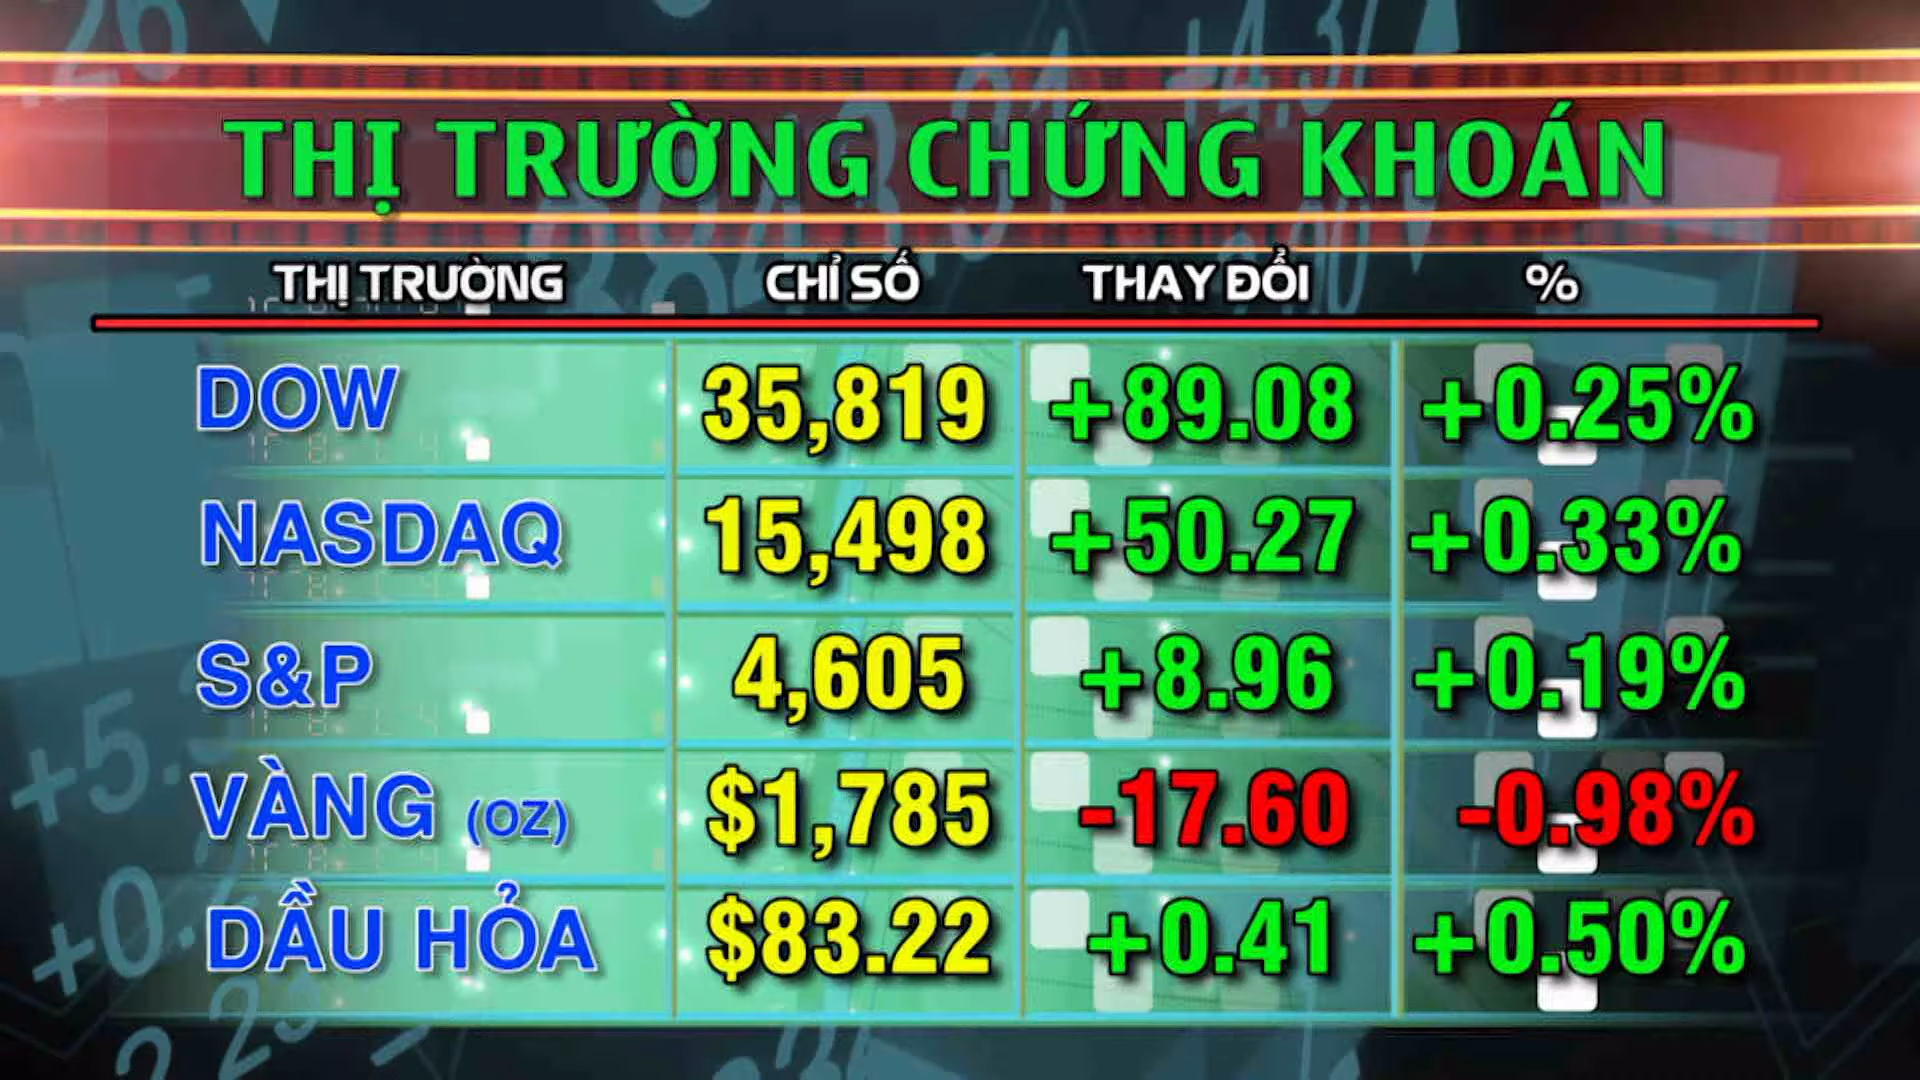 THỊ TRƯỜNG CHỨNG KHOÁN
THỊ TRƯỜNG CHỈ SỐ THAY ĐỔI %
DOW 35,819 +89.08 +0.25%
NASDAQ 15,498 +50.27 +0.33%
S&P 4,605 +8.96 +0.19%
VÀNG (OZ) $1,785 -17.60 -0.98%
DẦU HỎA $83.22 +0.41 +0.50%